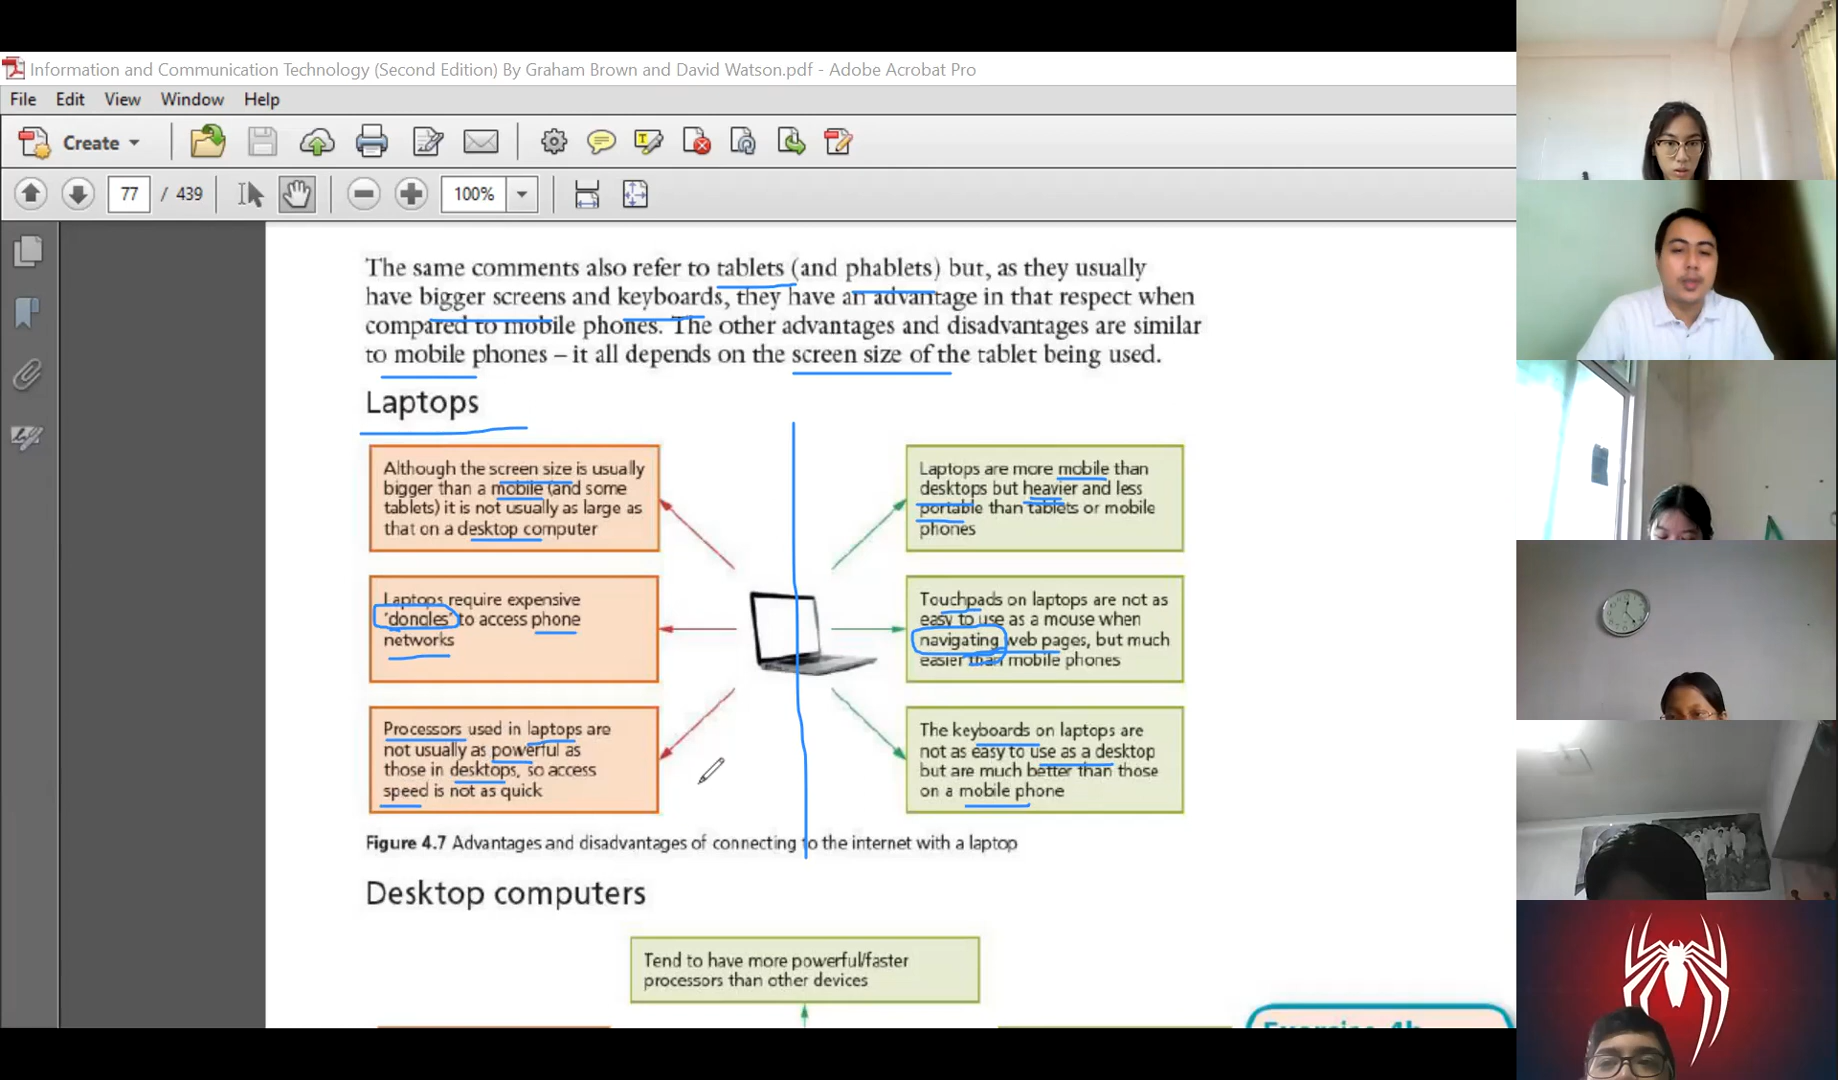 Information and Communication Technology (Second Edition) By Graham Brown and David Watson.pdf - Adobe Acrobat Pro
File Edit View Window Help
Create
77 / 439 100%
The same comments also refer to tablets (and phablets) but, as they usually
have bigger screens and keyboards, they have an advantage in that respect when
compared to mobile phones. The other advantages and disadvantages are similar
to mobile phones – it all depends on the screen size of the tablet being used.
Laptops
Although the screen size is usually
bigger than a mobile (and some
tablets) it is not usually as large as
that on a desktop computer
Laptops require expensive
'dongles' to access phone
networks
Processors used in laptops are
not usually as powerful as
those in desktops, so access
speed is not as quick
Laptops are more mobile than
desktops but heavier and less
portable than tablets or mobile
phones
Touchpads on laptops are not as
easy to use as a mouse when
navigating web pages, but much
easier than mobile phones
The keyboards on laptops are
not as easy to use as a desktop
but are much better than those
on a mobile phone
Figure 4.7 Advantages and disadvantages of connecting to the internet with a laptop
Desktop computers
Tend to have more powerful/faster
processors than other devices